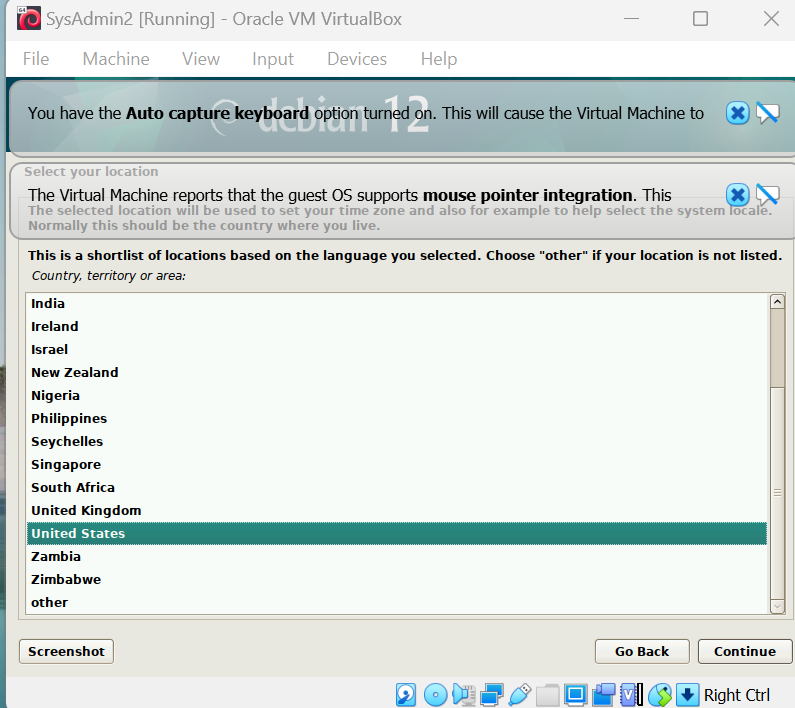 SysAdmin2 [Running] - Oracle VM VirtualBox
File Machine View Input Devices Help
debian 12
You have the Auto capture keyboard option turned on. This will cause the Virtual Machine to
Select your location
The Virtual Machine reports that the guest OS supports mouse pointer integration. This
The selected location will be used to set your time zone and also for example to help select the system locale.
Normally this should be the country where you live.
This is a shortlist of locations based on the language you selected. Choose "other" if your location is not listed.
Country, territory or area:
India
Ireland
Israel
New Zealand
Nigeria
Philippines
Seychelles
Singapore
South Africa
United Kingdom
United States
Zambia
Zimbabwe
other
Screenshot Go Back Continue
Right Ctrl